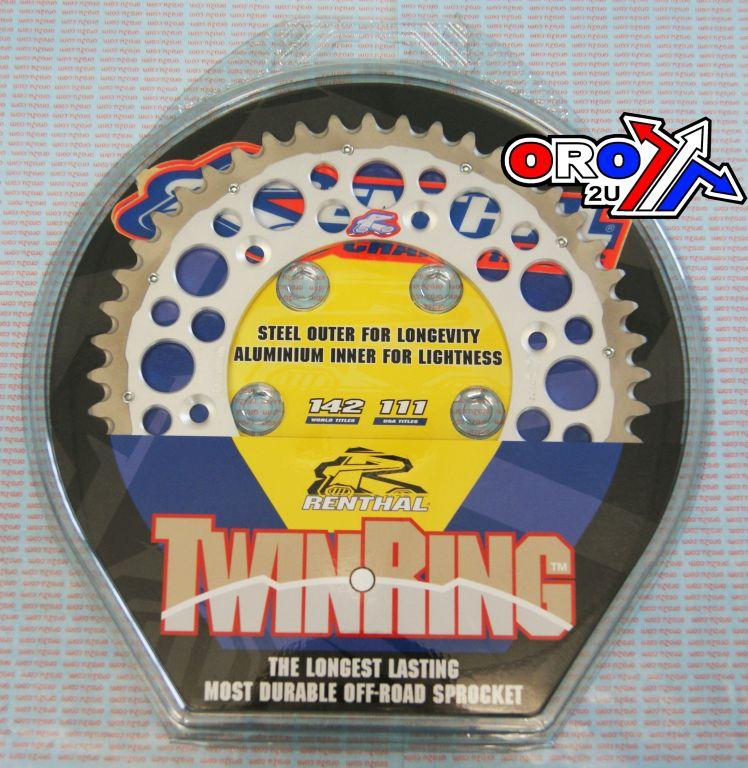 ORO
2U
STEEL OUTER FOR LONGEVITY
ALUMINIUM INNER FOR LIGHTNESS
142 111
WORLD TITLES USA TITLES
RENTHAL
TWINRING™
THE LONGEST LASTING
MOST DURABLE OFF-ROAD SPROCKET